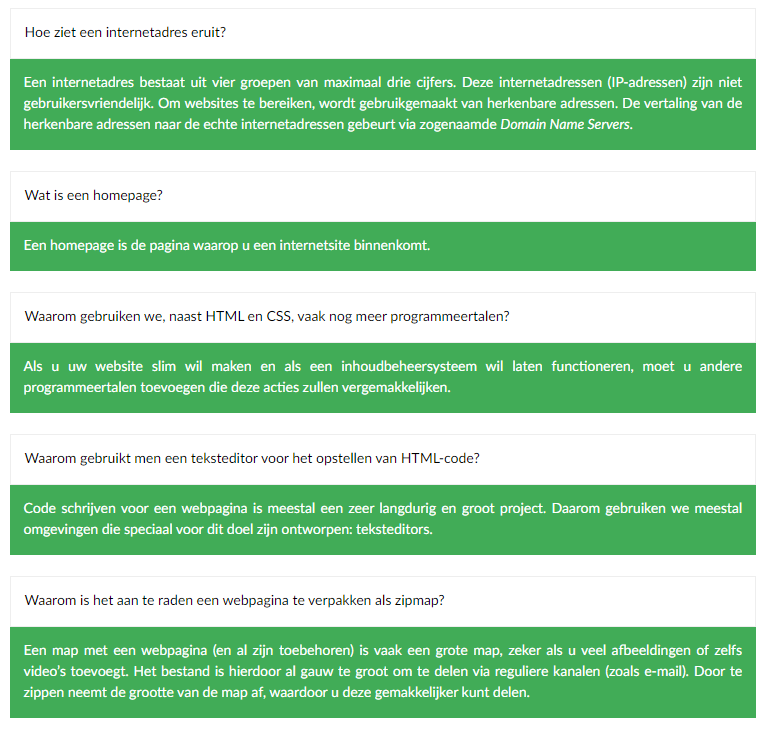 Hoe ziet een internetadres eruit?
Een internetadres bestaat uit vier groepen van maximaal drie cijfers. Deze internetadressen (IP-adressen) zijn niet
gebruikersvriendelijk. Om websites te bereiken, wordt gebruikgemaakt van herkenbare adressen. De vertaling van de
herkenbare adressen naar de echte internetadressen gebeurt via zogenaamde Domain Name Servers.
Wat is een homepage?
Een homepage is de pagina waarop u een internetsite binnenkomt.
Waarom gebruiken we, naast HTML en CSS, vaak nog meer programmeertalen?
Als u uw website slim wil maken en als een inhoudbeheersysteem wil laten functioneren, moet u andere
programmeertalen toevoegen die deze acties zullen vergemakkelijken.
Waarom gebruikt men een teksteditor voor het opstellen van HTML-code?
Code schrijven voor een webpagina is meestal een zeer langdurig en groot project. Daarom gebruiken we meestal
omgevingen die speciaal voor dit doel zijn ontworpen: teksteditors.
Waarom is het aan te raden een webpagina te verpakken als zipmap?
Een map met een webpagina (en al zijn toebehoren) is vaak een grote map, zeker als u veel afbeeldingen of zelfs
video's toevoegt. Het bestand is hierdoor al gauw te groot om te delen via reguliere kanalen (zoals e-mail). Door te
zippen neemt de grootte van de map af, waardoor u deze gemakkelijker kunt delen.